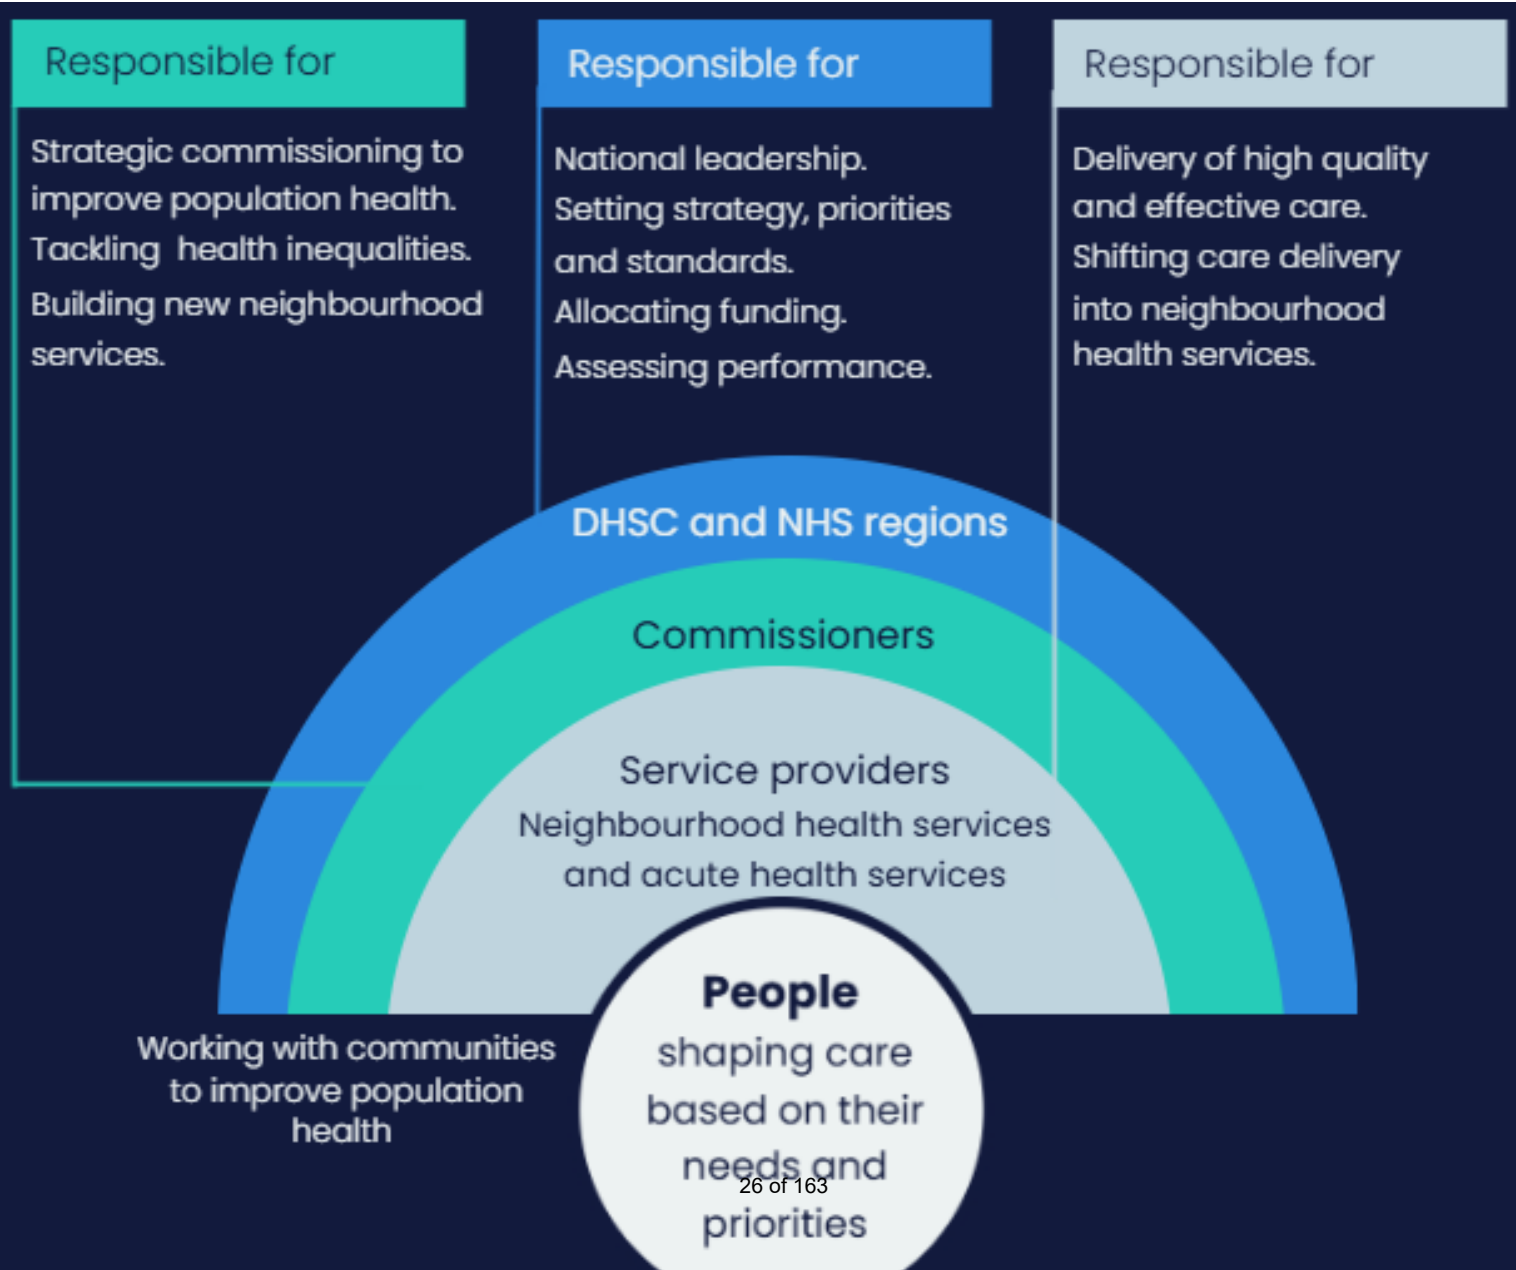 Responsible for
Strategic commissioning to
improve population health.
Tackling  health inequalities.
Building new neighbourhood
services.
Responsible for
National leadership.
Setting strategy, priorities
and standards.
Allocating funding.
Assessing performance.
Responsible for
Delivery of high quality
and effective care.
Shifting care delivery
into neighbourhood
health services.
DHSC and NHS regions
Commissioners
Service providers
Neighbourhood health services
and acute health services
Working with communities
to improve population
health
People
shaping care
based on their
needs and
26 of 163
priorities